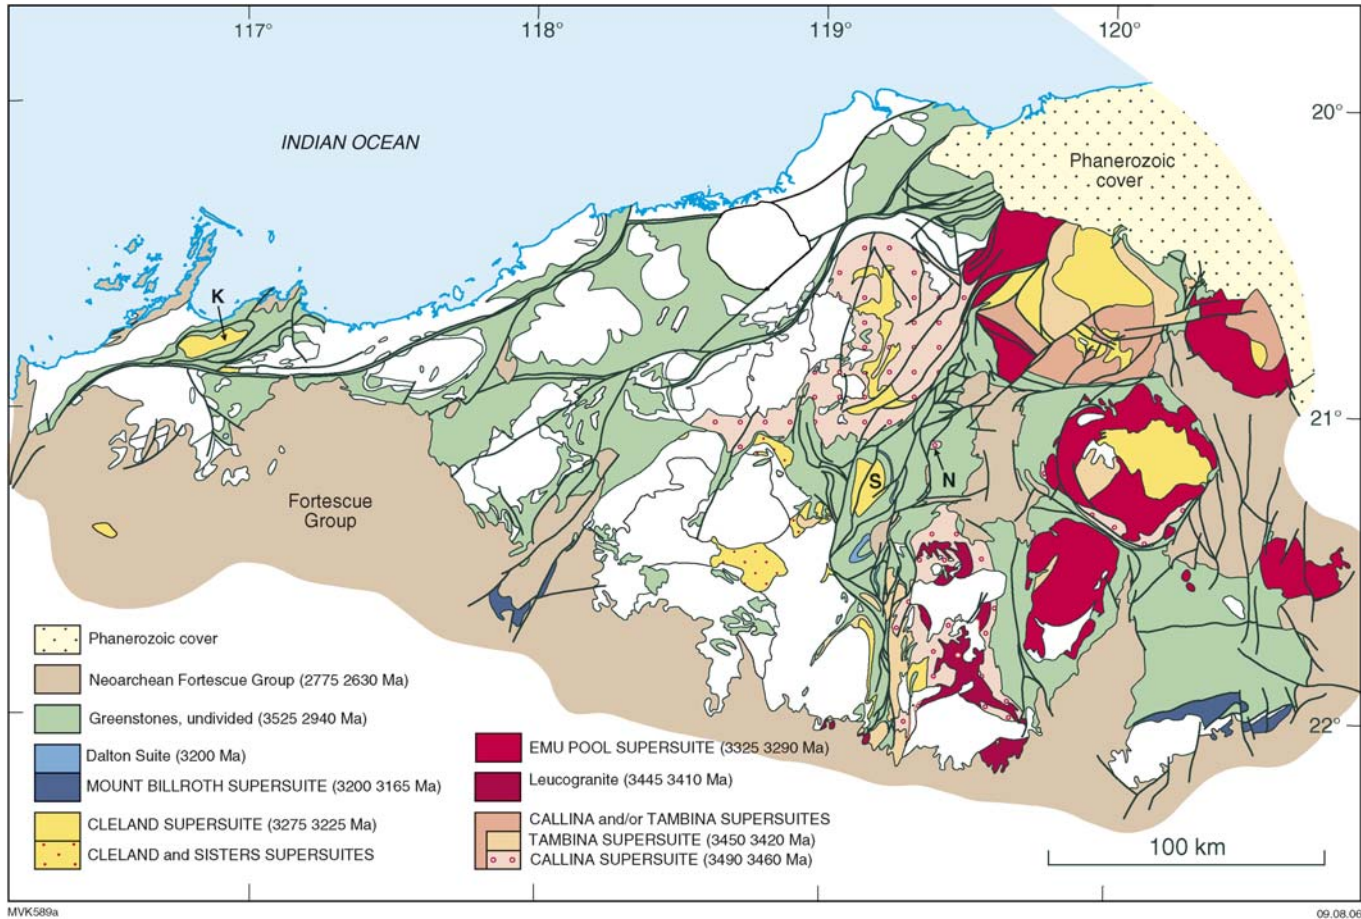 117°
118°
119°
120°
20°
INDIAN OCEAN
Phanerozoic
cover
K
21°
S
N
Fortescue
Group
22°
Phanerozoic cover
Neoarchean Fortescue Group (2775 2630 Ma)
Greenstones, undivided (3525 2940 Ma)
Dalton Suite (3200 Ma)
MOUNT BILLROTH SUPERSUITE (3200 3165 Ma)
CLELAND SUPERSUITE (3275 3225 Ma)
CLELAND and SISTERS SUPERSUITES
EMU POOL SUPERSUITE (3325 3290 Ma)
Leucogranite (3445 3410 Ma)
CALLINA and/or TAMBINA SUPERSUITES
TAMBINA SUPERSUITE (3450 3420 Ma)
CALLINA SUPERSUITE (3490 3460 Ma)
100 km
MVK589a